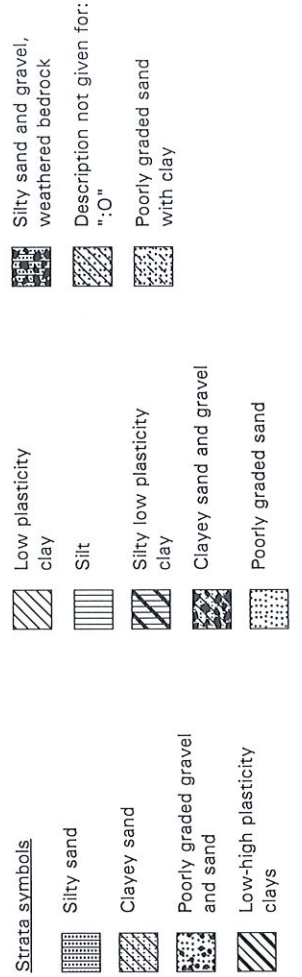 Strata symbols
Silty sand
Clayey sand
Poorly graded gravel
and sand
Low-high plasticity
clays
Low plasticity
clay
Silt
Silty low plasticity
clay
Clayey sand and gravel
Poorly graded sand
Silty sand and gravel,
weathered bedrock
Description not given for:
":O"
Poorly graded sand
with clay